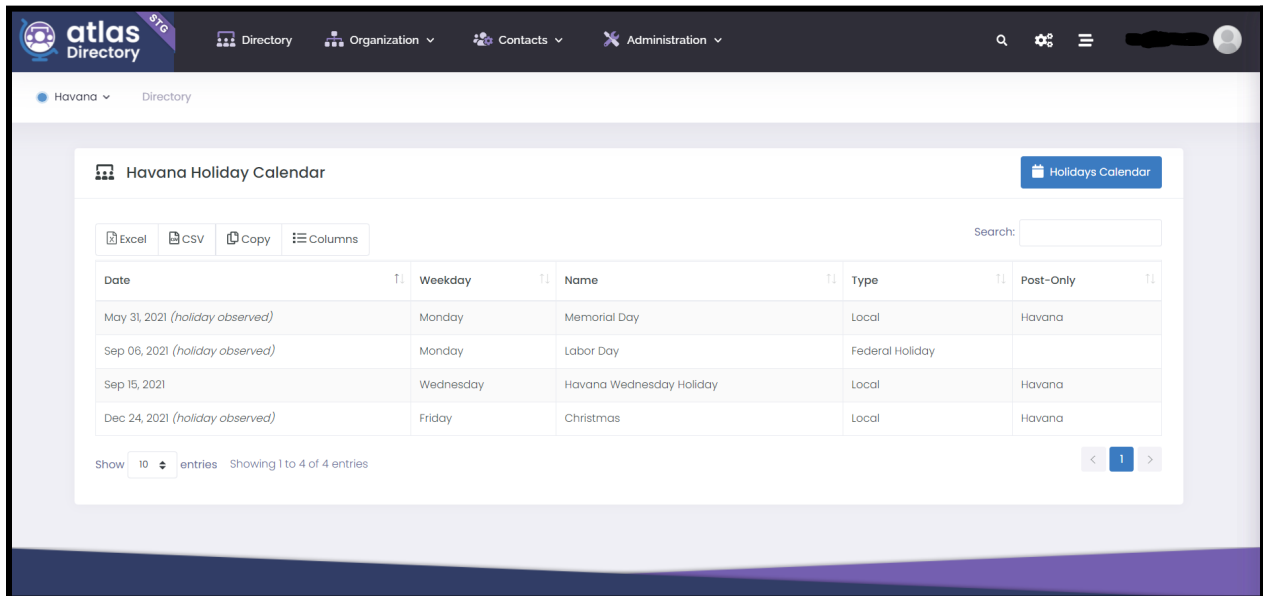 atlas Directory STG
Directory Organization Contacts Administration
Havana Directory
Havana Holiday Calendar Holidays Calendar
Excel CSV Copy Columns Search:
Date Weekday Name Type Post-Only
May 31, 2021 (holiday observed) Monday Memorial Day Local Havana
Sep 06, 2021 (holiday observed) Monday Labor Day Federal Holiday
Sep 15, 2021 Wednesday Havana Wednesday Holiday Local Havana
Dec 24, 2021 (holiday observed) Friday Christmas Local Havana
Show 10 entries Showing 1 to 4 of 4 entries < 1 >